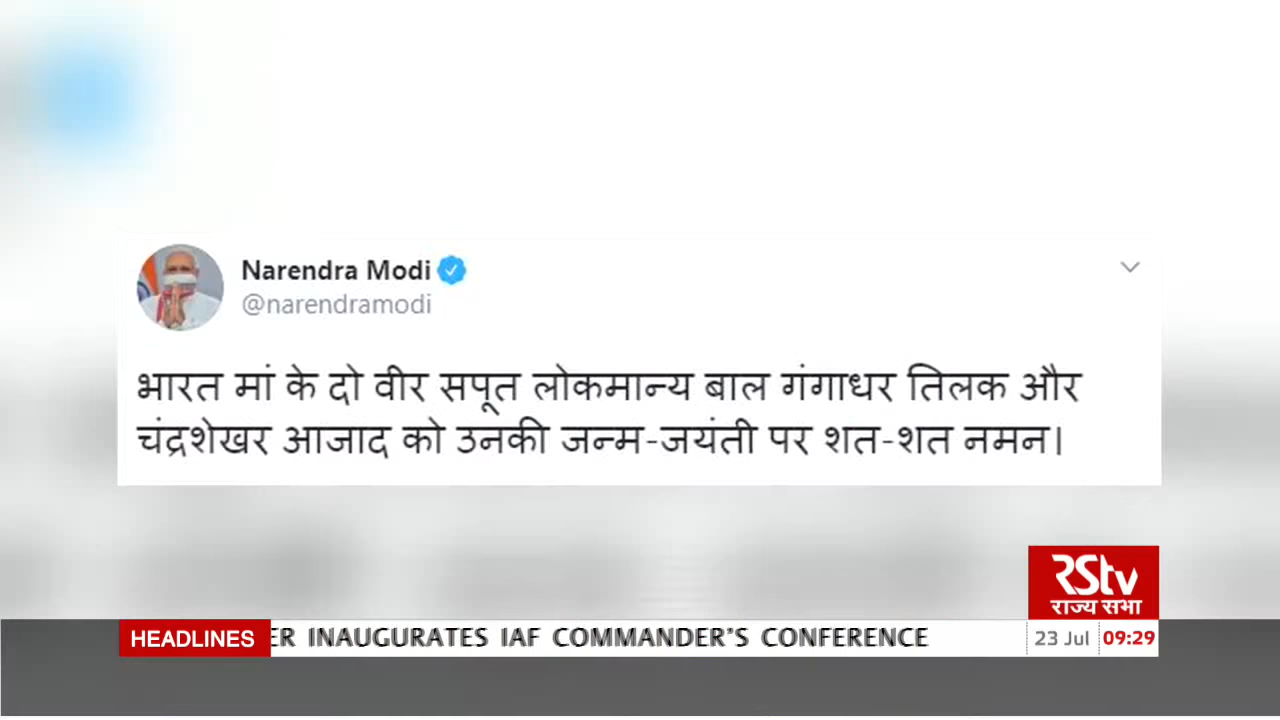 Narendra Modi
@narendramodi
भारत मां के दो वीर सपूत लोकमान्य बाल गंगाधर तिलक और
चंद्रशेखर आजाद को उनकी जन्म-जयंती पर शत-शत नमन।
RStv
राज्य सभा
HEADLINES ER INAUGURATES IAF COMMANDER'S CONFERENCE 23 Jul 09:29